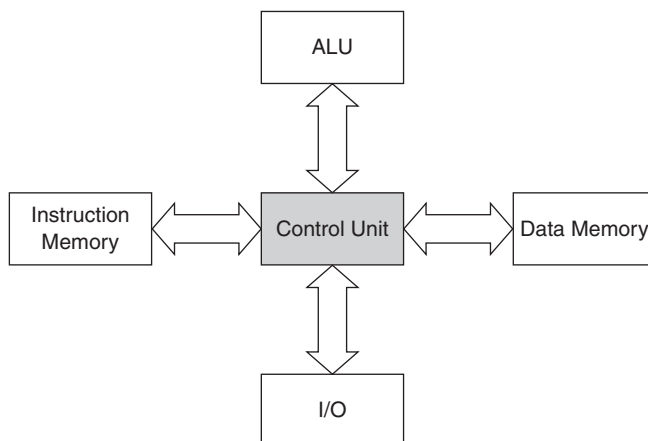 ALU
Instruction
Memory
Control Unit
Data Memory
I/O